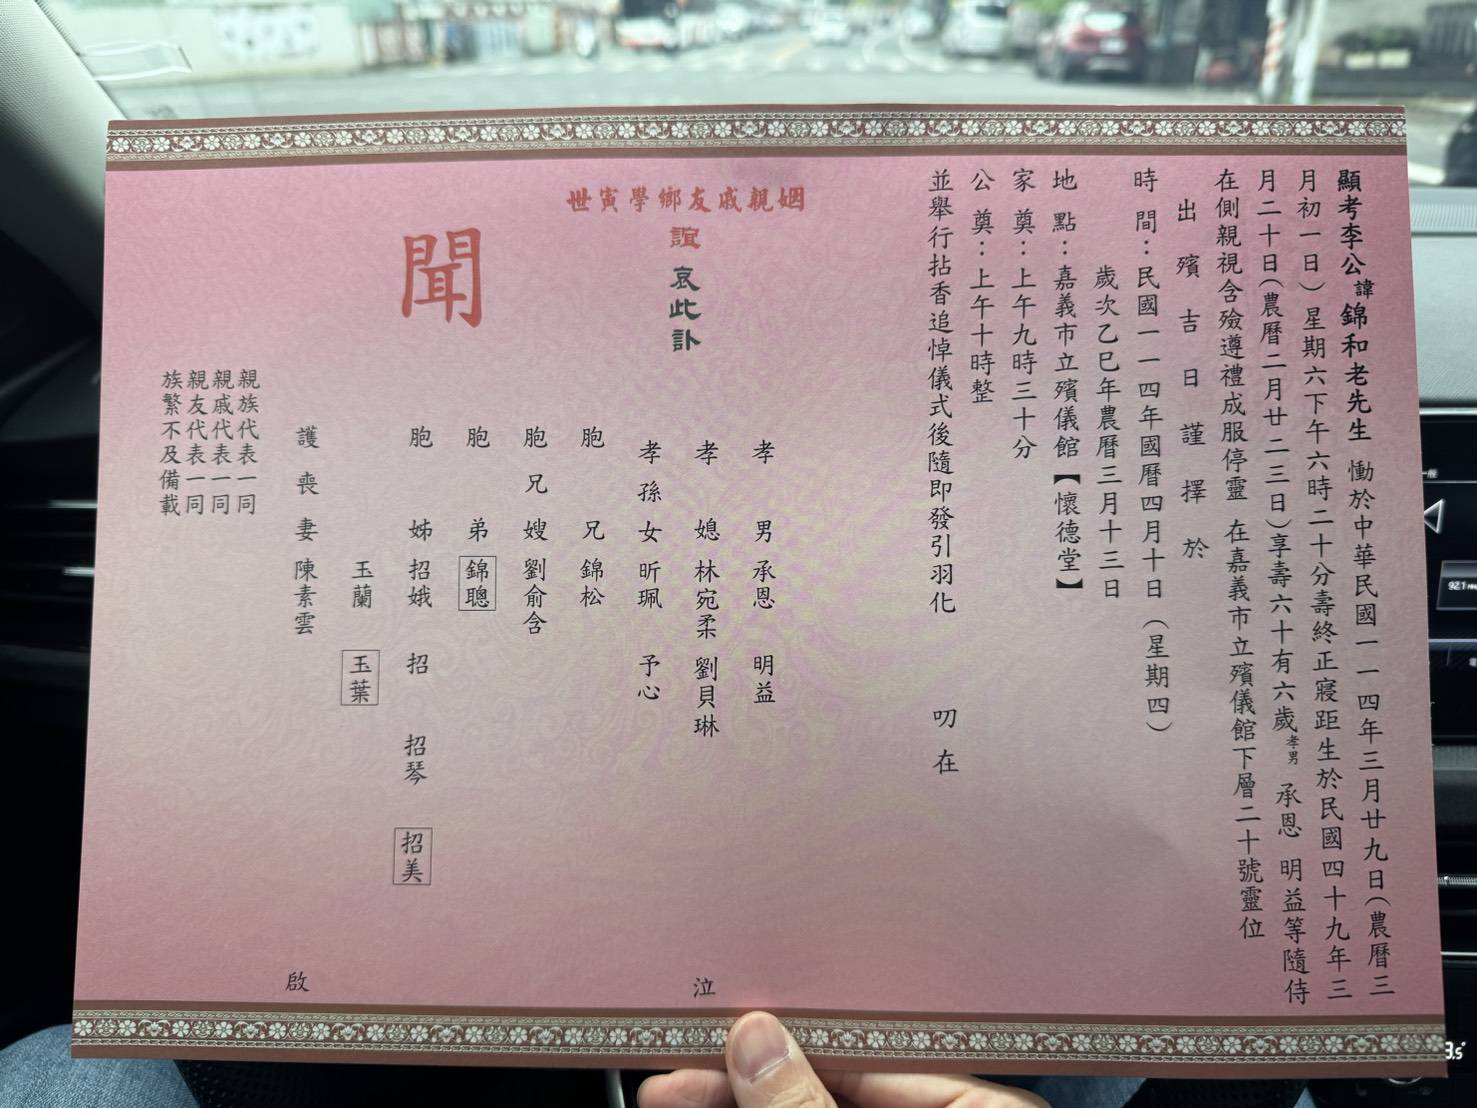 顯考李公諱錦和老先生 慟於中華民國一一四年三月廿九日(農曆三
月初一日)星期六下午六時二十分壽終正寢距生於民國四十九年三
月二十日(農曆二月廿二三日)享壽六十有六歲孝男 承恩 明益等隨侍
在側親視含殮遵禮成服停靈 在嘉義市立殯儀館下層二十號靈位
出殯吉日謹擇於
時間：民國一一四年國曆四月十日(星期四)
歲次乙巳年農曆三月十三日
地點：嘉義市立殯儀館【懷德堂】
家奠：上午九時三十分
公奠：上午十時整
並舉行拈香追悼儀式後隨即發引羽化 叨在
姻親戚友鄉學寅世
誼 哀此訃
聞
孝男 承恩 明益
孝媳 林宛柔 劉貝琳 泣
孝孫女 昕珮 予心
胞兄 錦松
胞兄嫂 劉俞含
胞弟 錦聰
胞姊 招娥 招 招琴 招美
玉蘭 玉葉
護喪妻 陳素雲 啟
親族代表一同
親戚代表一同
親友代表一同
族繁不及備載
92.1